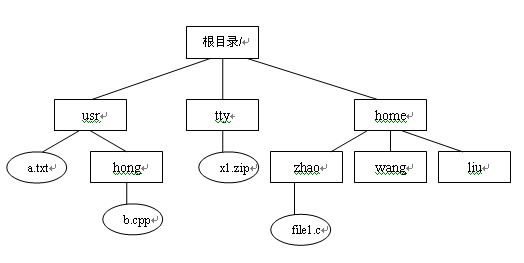 根目录/
usr
tty
home
a.txt
hong
x1.zip
zhao
wang
liu
b.cpp
file1.c